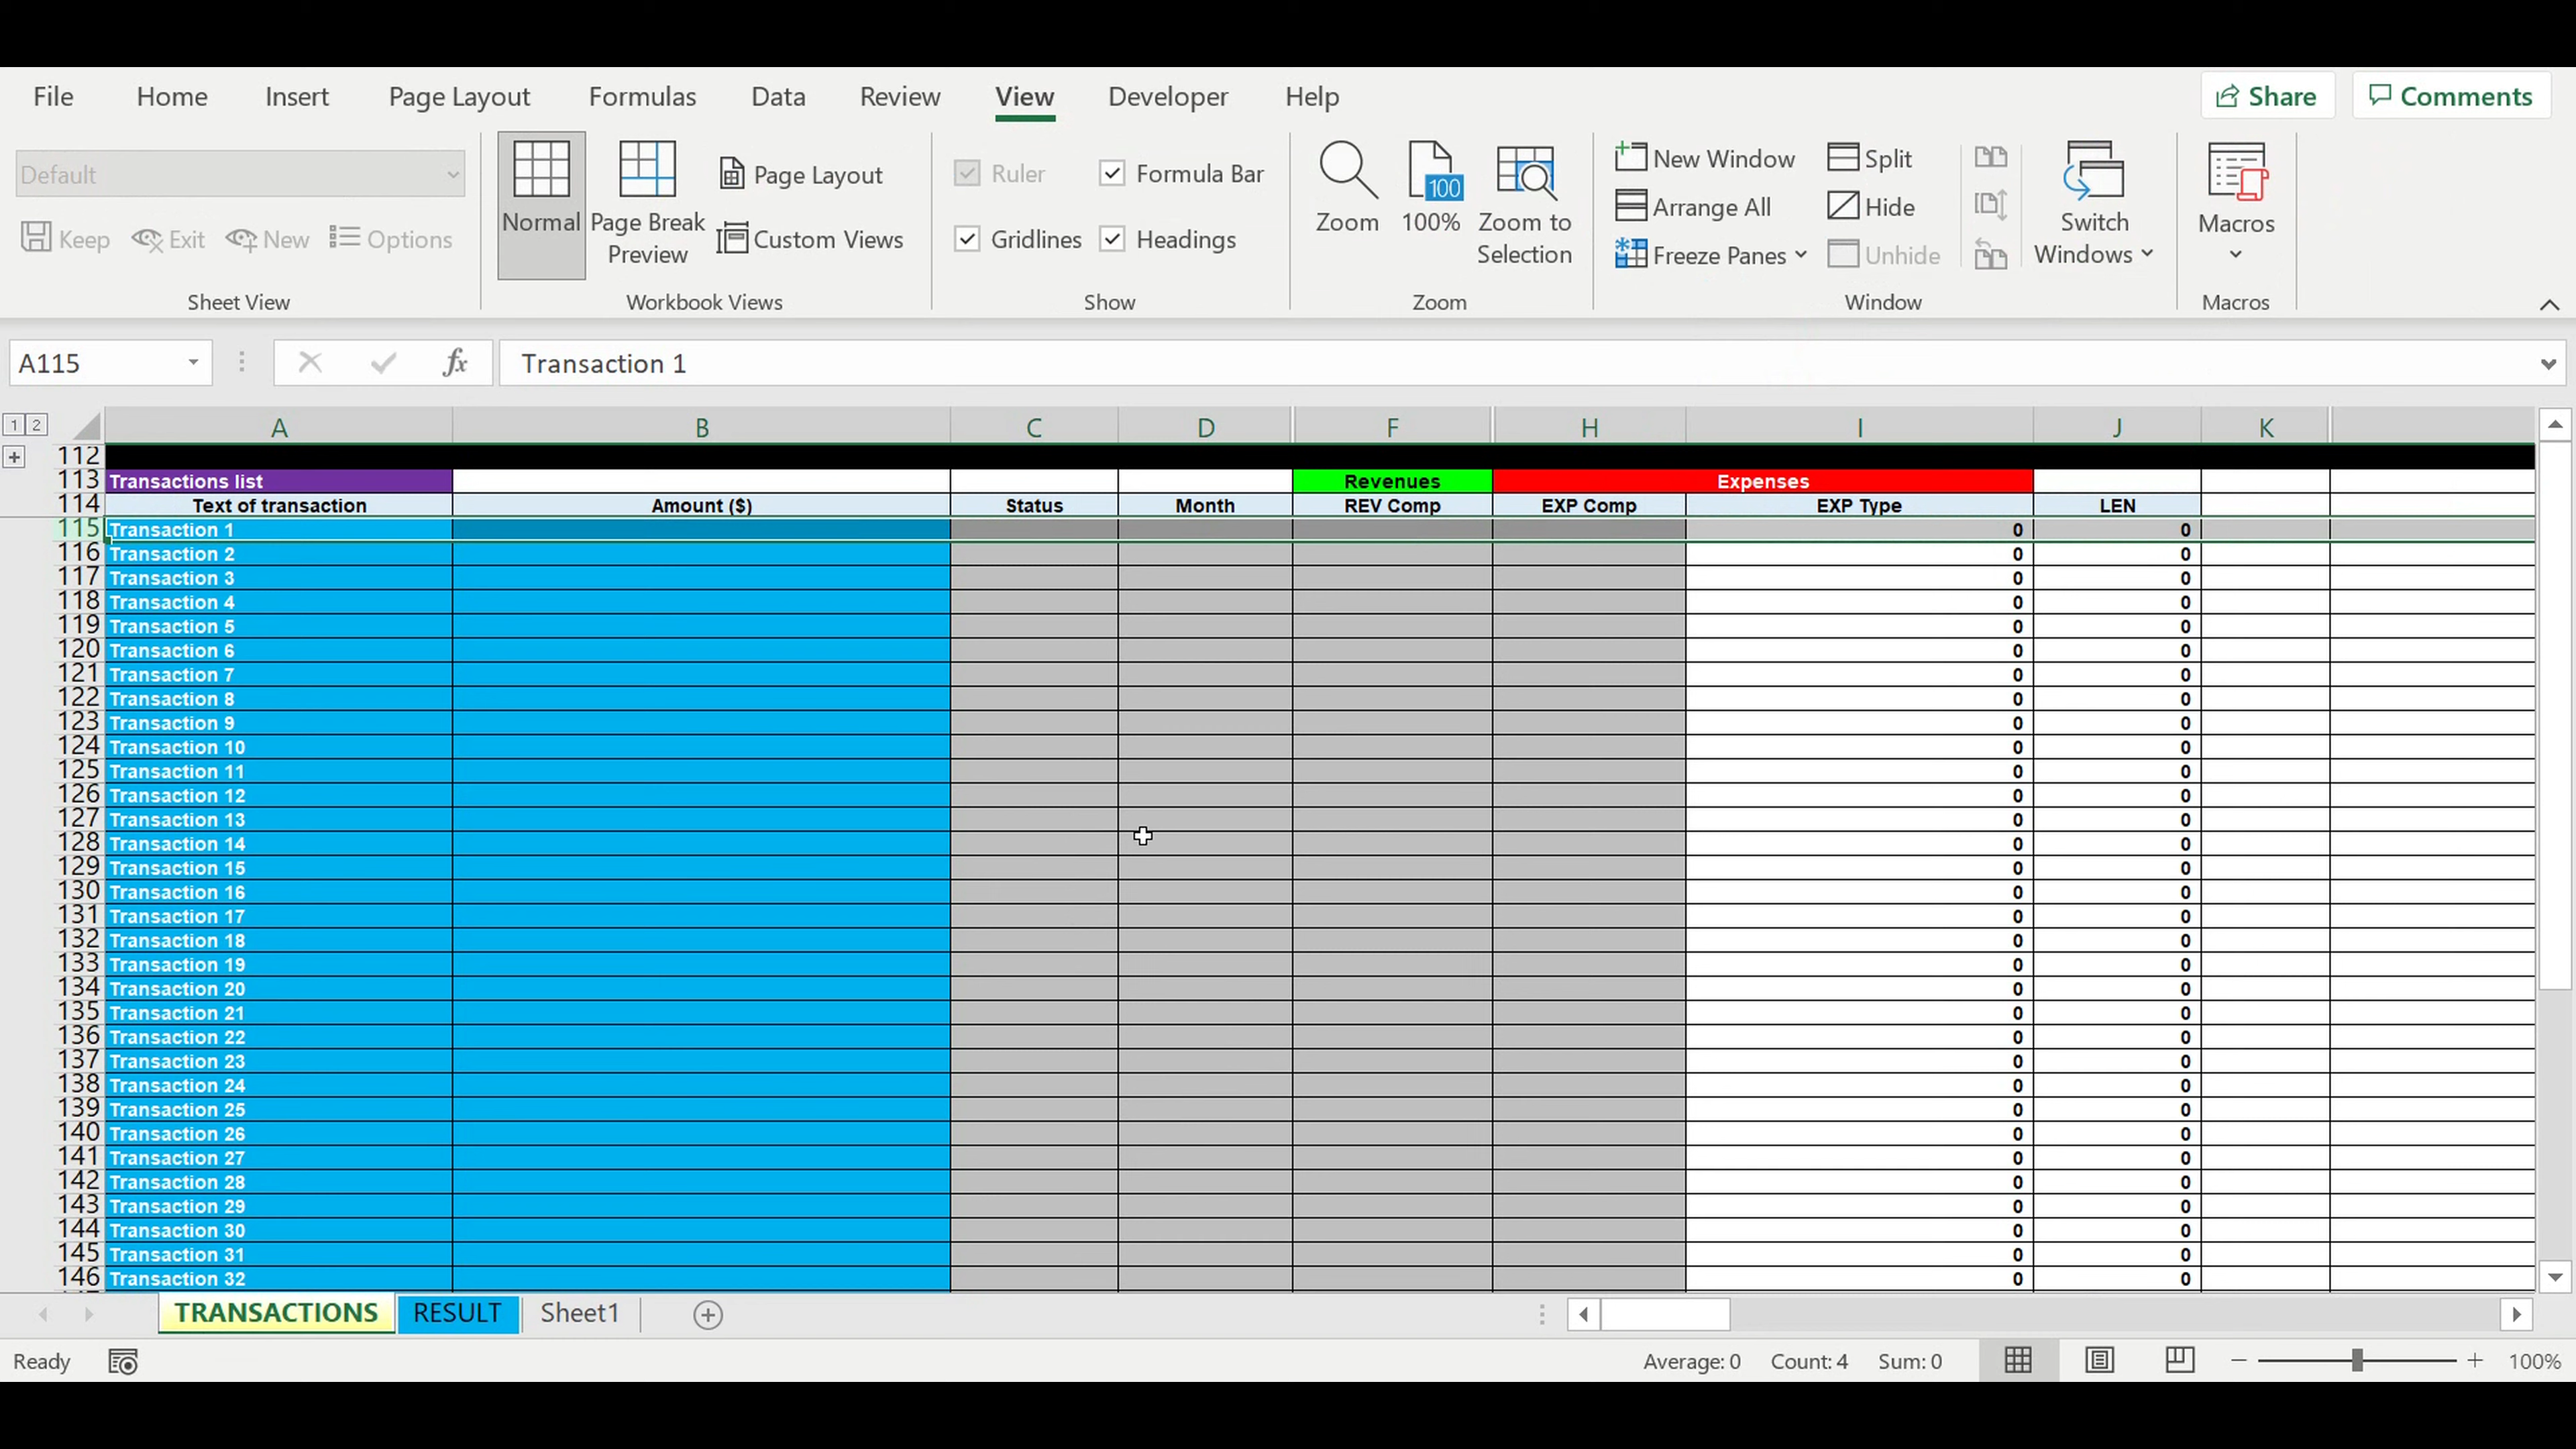 File Home Insert Page Layout Formulas Data Review View Developer Help Share Comments
Default
Keep Exit New Options
Sheet View
Normal
Page Break Preview
Page Layout
Custom Views
Workbook Views
Ruler Formula Bar
Gridlines Headings
Show
Zoom
100
100%
Zoom to Selection
Zoom
New Window Split
Arrange All Hide
Freeze Panes Unhide
Switch Windows
Window
Macros
Macros
A115 fx Transaction 1
1 2 A B C D F H I J K
112
113 Transactions list Revenues Expenses
114 Text of transaction Amount ($) Status Month REV Comp EXP Comp EXP Type LEN
115 Transaction 1 0 0
116 Transaction 2 0 0
117 Transaction 3 0 0
118 Transaction 4 0 0
119 Transaction 5 0 0
120 Transaction 6 0 0
121 Transaction 7 0 0
122 Transaction 8 0 0
123 Transaction 9 0 0
124 Transaction 10 0 0
125 Transaction 11 0 0
126 Transaction 12 0 0
127 Transaction 13 0 0
128 Transaction 14 0 0
129 Transaction 15 0 0
130 Transaction 16 0 0
131 Transaction 17 0 0
132 Transaction 18 0 0
133 Transaction 19 0 0
134 Transaction 20 0 0
135 Transaction 21 0 0
136 Transaction 22 0 0
137 Transaction 23 0 0
138 Transaction 24 0 0
139 Transaction 25 0 0
140 Transaction 26 0 0
141 Transaction 27 0 0
142 Transaction 28 0 0
143 Transaction 29 0 0
144 Transaction 30 0 0
145 Transaction 31 0 0
146 Transaction 32 0 0
TRANSACTIONS RESULT Sheet1
Ready Average: 0 Count: 4 Sum: 0 100%